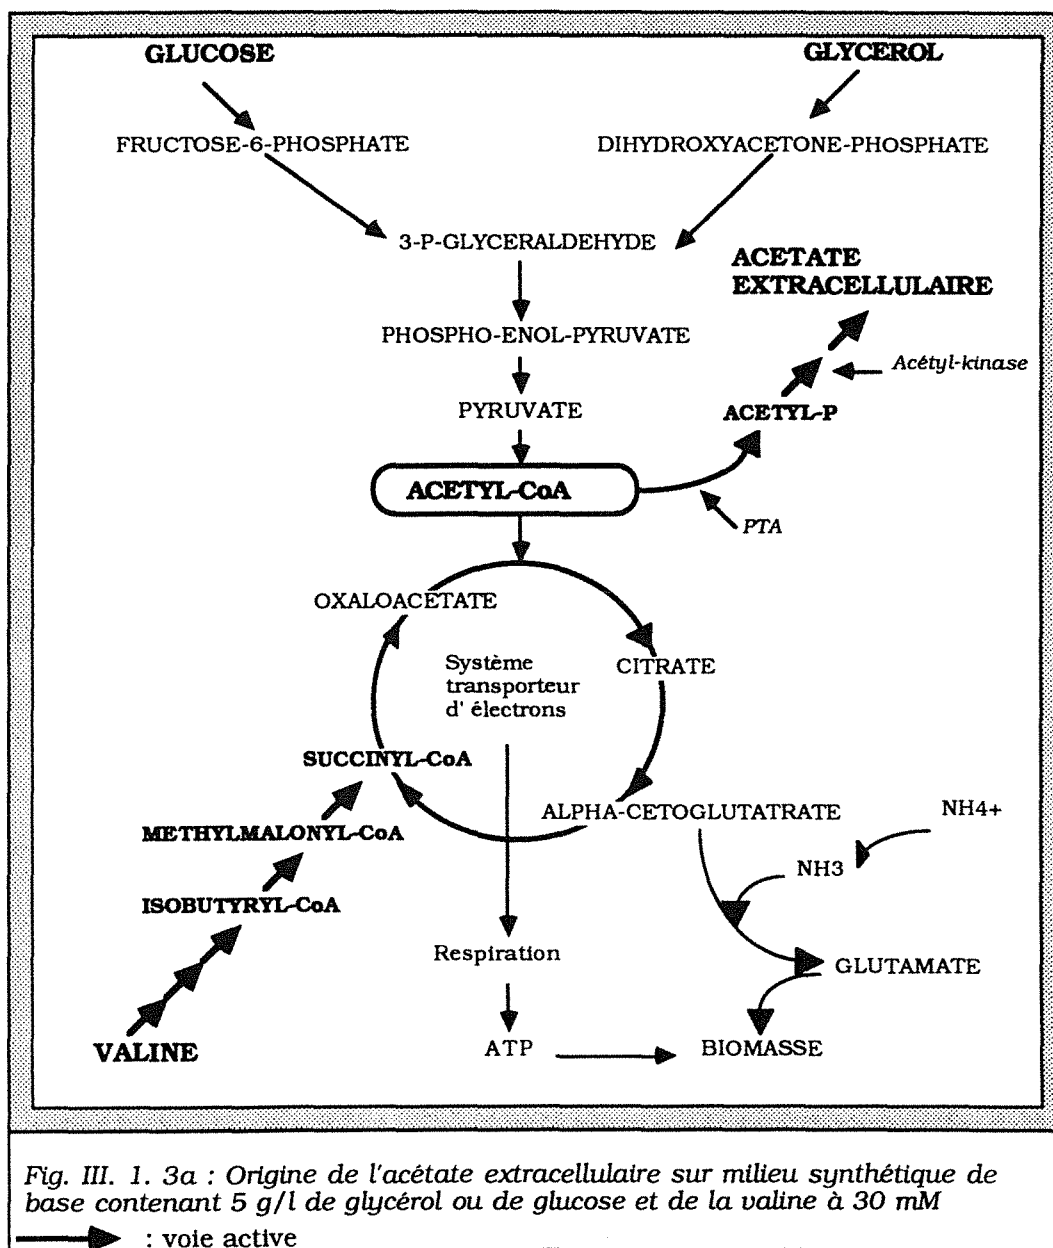 GLUCOSE
GLYCEROL
FRUCTOSE-6-PHOSPHATE
DIHYDROXYACETONE-PHOSPHATE
3-P-GLYCERALDEHYDE
ACETATE
EXTRACELLULAIRE
PHOSPHO-ENOL-PYRUVATE
Acétyl-kinase
PYRUVATE
ACETYL-P
ACETYL-CoA
PTA
OXALOACETATE
Système
transporteur
d' électrons
CITRATE
SUCCINYL-CoA
ALPHA-CETOGLUTATRATE
NH4+
METHYLMALONYL-CoA
NH3
ISOBUTYRYL-CoA
Respiration
GLUTAMATE
VALINE
ATP
BIOMASSE
Fig. III. 1. 3a : Origine de l'acétate extracellulaire sur milieu synthétique de
base contenant 5 g/l de glycérol ou de glucose et de la valine à 30 mM
: voie active